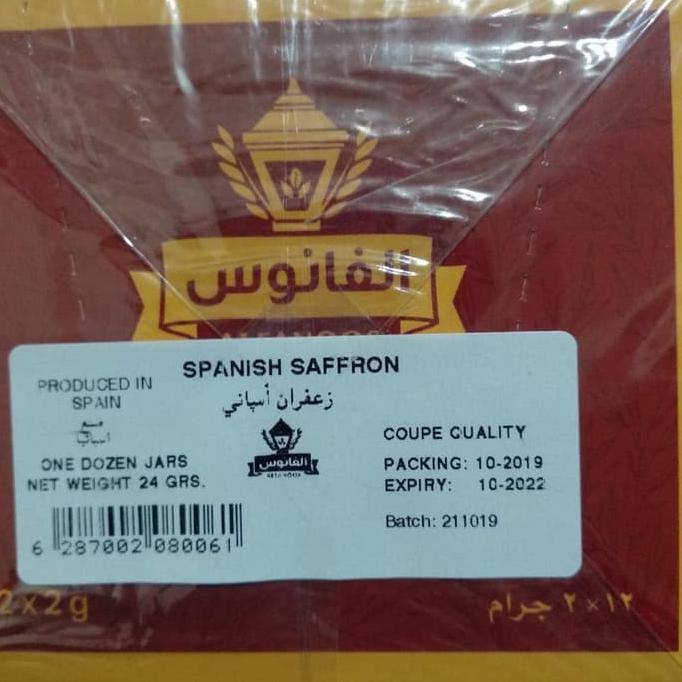 الفانوس
SPANISH SAFFRON
زعفران أسباني
PRODUCED IN
SPAIN
ONE DOZEN JARS
NET WEIGHT 24 GRS.
الفانوس
COUPE QUALITY
PACKING: 10-2019
EXPIRY: 10-2022
Batch: 211019
6 287002 080061
2x2g
١٢×٢ جرام